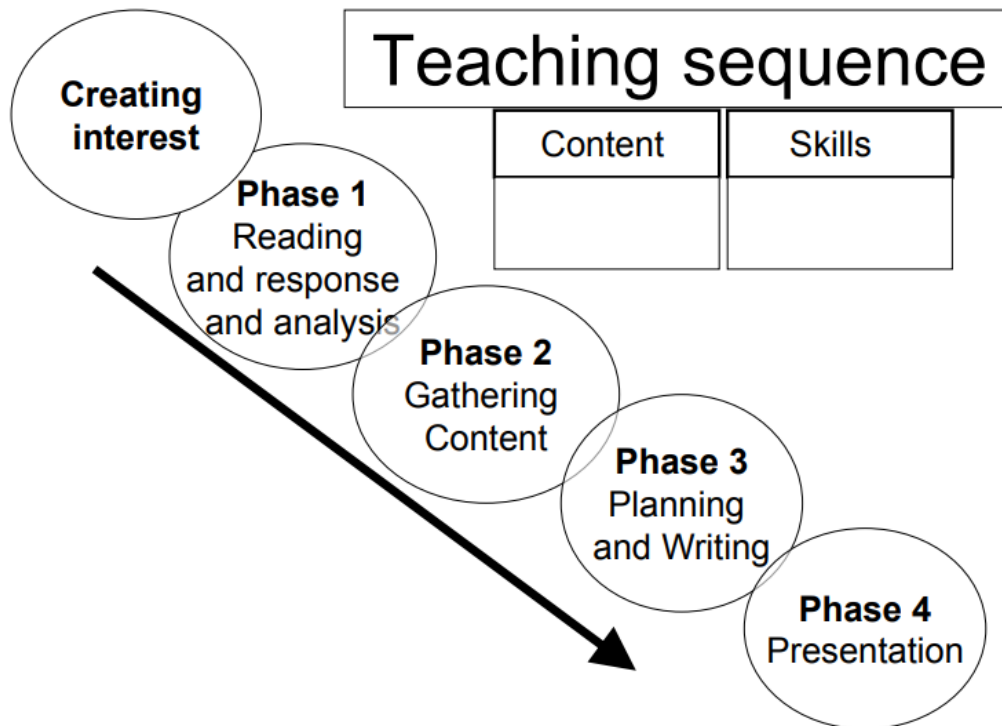 Teaching sequence
Content
Skills
Creating
interest
Phase 1
Reading
and response
and analysis
Phase 2
Gathering
Content
Phase 3
Planning
and Writing
Phase 4
Presentation